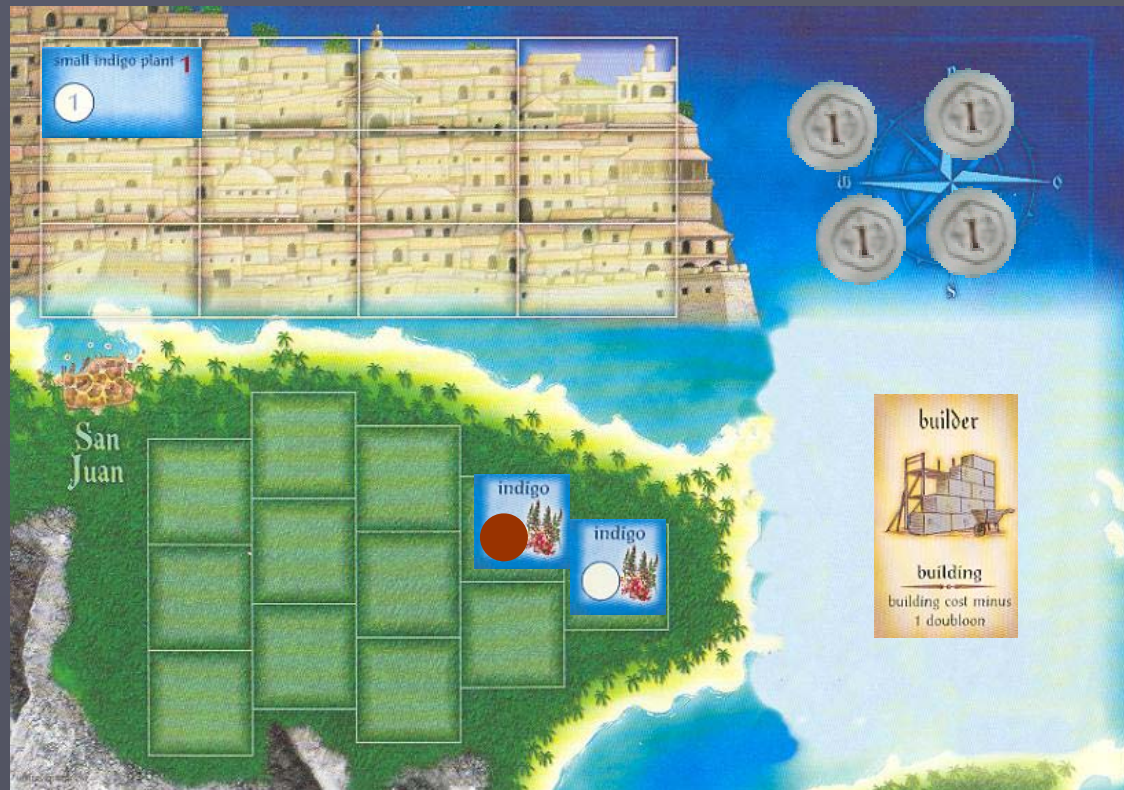 small indigo plant 1
1
1
1
1
1
W
O
S
San
Juan
indigo
indigo
builder
building
building cost minus
1 doubloon